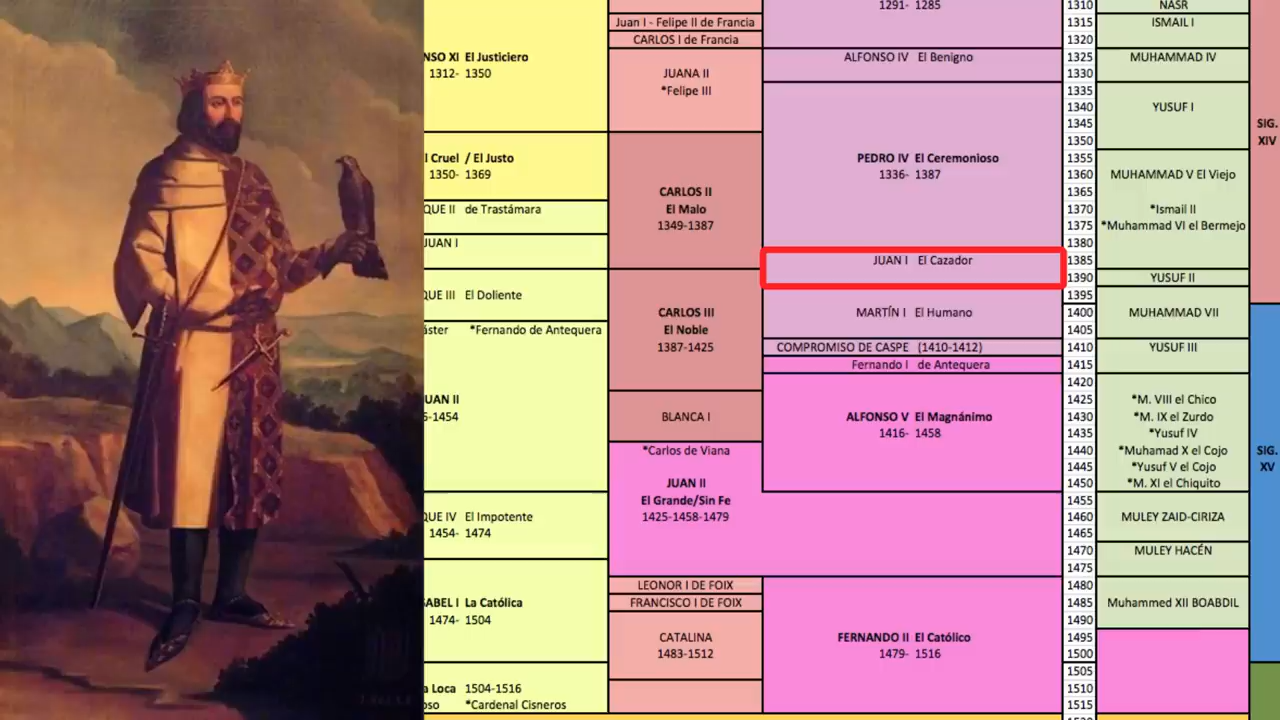 NSO XI El Justiciero
1312- 1350
l Cruel / El Justo
1350- 1369
QUE II de Trastámara
JUAN I
QUE III El Doliente
áster *Fernando de Antequera
UAN II
5-1454
QUE IV El Impotente
1454- 1474
SABEL I La Católica
1474- 1504
a Loca 1504-1516
oso *Cardenal Cisneros
Juan I - Felipe II de Francia
CARLOS I de Francia
JUANA II
*Felipe III
CARLOS II
El Malo
1349-1387
CARLOS III
El Noble
1387-1425
BLANCA I
*Carlos de Viana
JUAN II
El Grande/Sin Fe
1425-1458-1479
LEONOR I DE FOIX
FRANCISCO I DE FOIX
CATALINA
1483-1512
1291- 1285
ALFONSO IV El Benigno
PEDRO IV El Ceremonioso
1336- 1387
JUAN I El Cazador
MARTÍN I El Humano
COMPROMISO DE CASPE (1410-1412)
Fernando I de Antequera
ALFONSO V El Magnánimo
1416- 1458
FERNANDO II El Católico
1479- 1516
1310
1315
1320
1325
1330
1335
1340
1345
1350
1355
1360
1365
1370
1375
1380
1385
1390
1395
1400
1405
1410
1415
1420
1425
1430
1435
1440
1445
1450
1455
1460
1465
1470
1475
1480
1485
1490
1495
1500
1505
1510
1515
NASR
ISMAIL I
MUHAMMAD IV
YUSUF I
MUHAMMAD V El Viejo
*Ismail II
*Muhammad VI el Bermejo
YUSUF II
MUHAMMAD VII
YUSUF III
*M. VIII el Chico
*M. IX el Zurdo
*Yusuf IV
*Muhamad X el Cojo
*Yusuf V el Cojo
*M. XI el Chiquito
MULEY ZAID-CIRIZA
MULEY HACÉN
Muhammed XII BOABDIL
SIG.
XIV
SIG.
XV